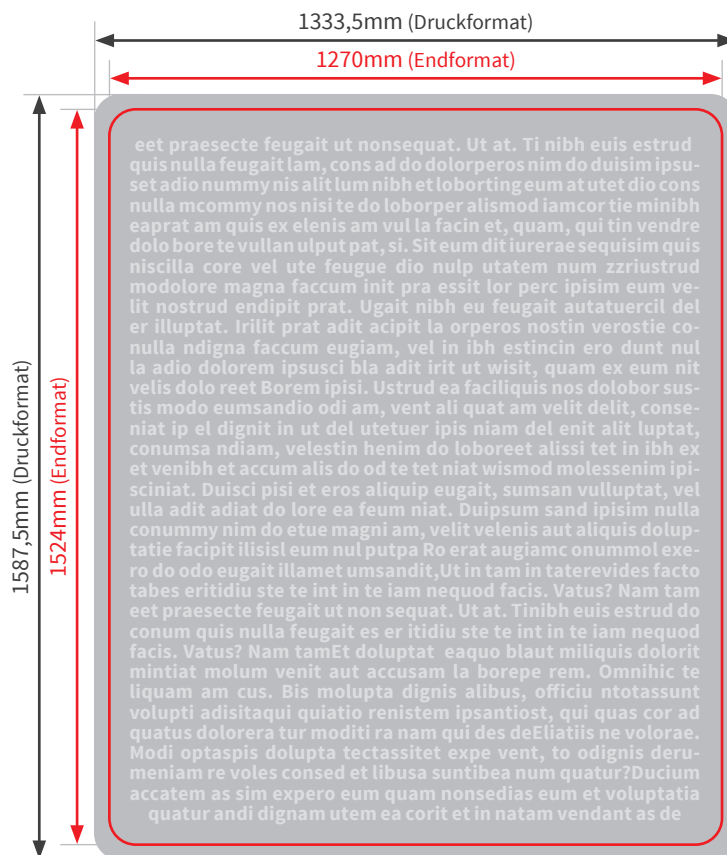 1333,5mm (Druckformat)
1270mm (Endformat)
1587,5mm (Druckformat)
1524mm (Endformat)
eet praesecte feugait ut nonsequat. Ut at. Ti nibh euis estrud
quis nulla feugait lam, cons ad do dolorperos nim do duisim ipsu-
set adio nummy nis alit lum nibh et loborting eum at utet dio cons
nulla mcommy nos nisi te do loborper alismod iamcor tie minibh
eaprat am quis ex elenis am vul la facin et, quam, qui tin vendre
dolo bore te vullan ulput pat, si. Sit eum dit iurerae sequisim quis
niscilla core vel ute feugue dio nulp utatem num zzriustrud
modolore magna faccum init pra essit lor perc ipisim eum ve-
lit nostrud endipit prat. Ugait nibh eu feugait autatuercil del
er illuptat. Irilit prat adit acipit la orperos nostin verostie co-
nulla ndigna faccum eugiam, vel in ibh estincin ero dunt nul
la adio dolorem ipsusci bla adit irit ut wisit, quam ex eum nit
velis dolo reet Borem ipisi. Ustrud ea faciliquis nos dolobor sus-
tis modo eumsandio odi am, vent ali quat am velit delit, conse-
niat ip el dignit in ut del utetuer ipis niam del enit alit luptat,
conumsa ndiam, velestin henim do loboreet alissi tet in ibh ex
et venibh et accum alis do od te tet niat wismod molessenim ipi-
sciniat. Duisci pisi et eros aliquip eugait, sumsan vulluptat, vel
ulla adit adiat do lore ea feum niat. Duissum sand ipisim nulla
conummy nim do etue magni am, velit velenis aut aliquis dolup-
tatie facipit ilisisl eum nul putpa Ro erat augiamc onummol exe-
ro do odo eugait illamet umsandit,Ut in tam in taterevides facto
tabes eritidiu ste te int in te iam nequod facis. Vatus? Nam tam
eet praesecte feugait ut non sequat. Ut at. Tinibh euis estrud do
conum quis nulla feugait es er itidiu ste te int in te iam nequod
facis. Vatus? Nam tamEt doluptat eaquo blaut miliquis dolorit
mintiat molum venit aut accusam la borepe rem. Omnihic te
liquam am cus. Bis molupta dignis alibus, officiu ntotassunt
volupti adisitaqui quiatio renistem ipsantiost, qui quas cor ad
quatus dolorera tur moditi ra nam qui des deEliatiis ne volorae.
Modi optaspis dolupta tectassitet expe vent, to odignis deru-
meniam re voles consed et libusa suntibea num quatur?Ducium
accatem as sim expero eum quam nonsedias eum et voluptatia
quatur andi dignam utem ea corit et in natam vendant as de